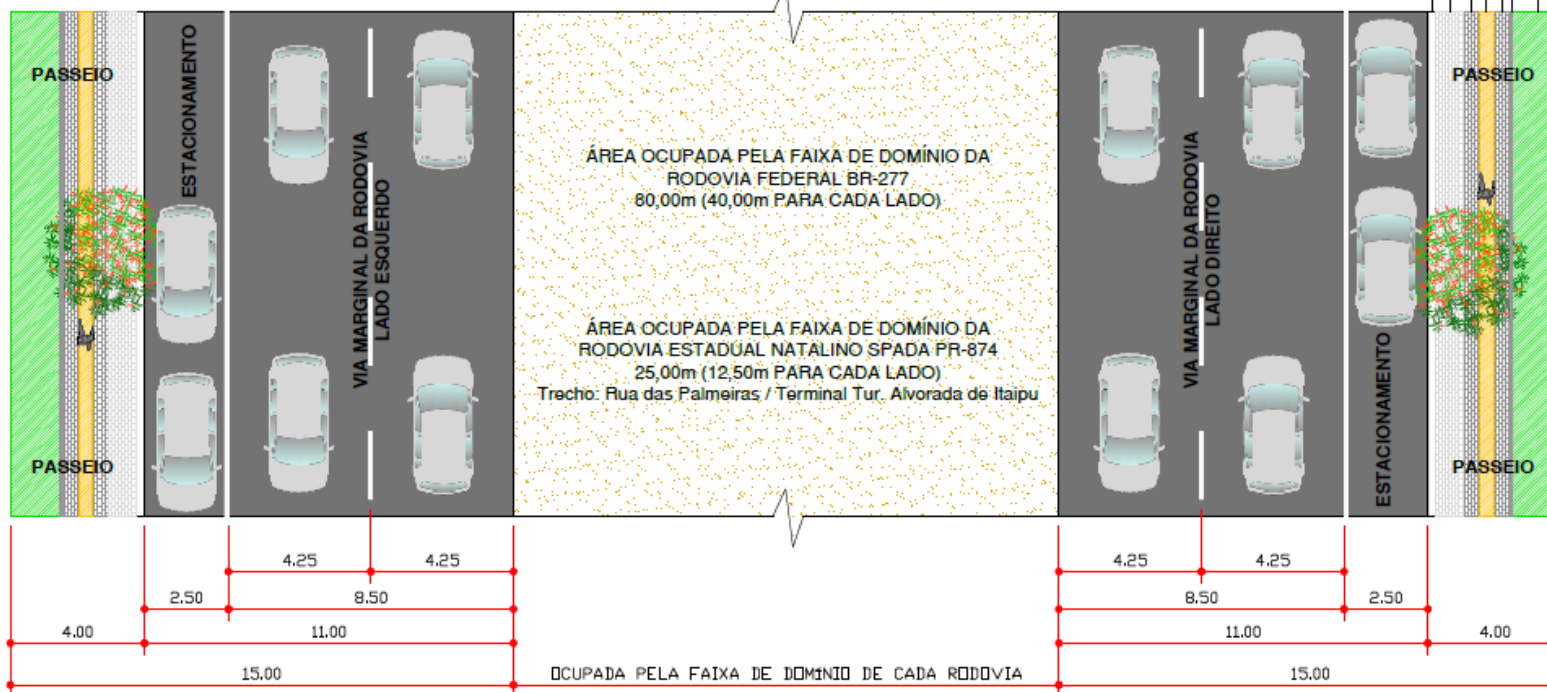 PASSEIO
ESTACIONAMENTO
VIA MARGINAL DA RODOVIA
LADO ESQUERDO
ÁREA OCUPADA PELA FAIXA DE DOMÍNIO DA
RODOVIA FEDERAL BR-277
80,00m (40,00m PARA CADA LADO)
ÁREA OCUPADA PELA FAIXA DE DOMÍNIO DA
RODOVIA ESTADUAL NATALINO SPADA PR-874
25,00m (12,50m PARA CADA LADO)
Trecho: Rua das Palmeiras / Terminal Tur. Alvorada de Itaipu
VIA MARGINAL DA RODOVIA
LADO DIREITO
PASSEIO
ESTACIONAMENTO
PASSEIO
PASSEIO
4.25 4.25 4.25 4.25
2.50 8.50 8.50 2.50
4.00 11.00 11.00 4.00
15.00 OCUPADA PELA FAIXA DE DOMÍNIO DE CADA RODOVIA 15.00